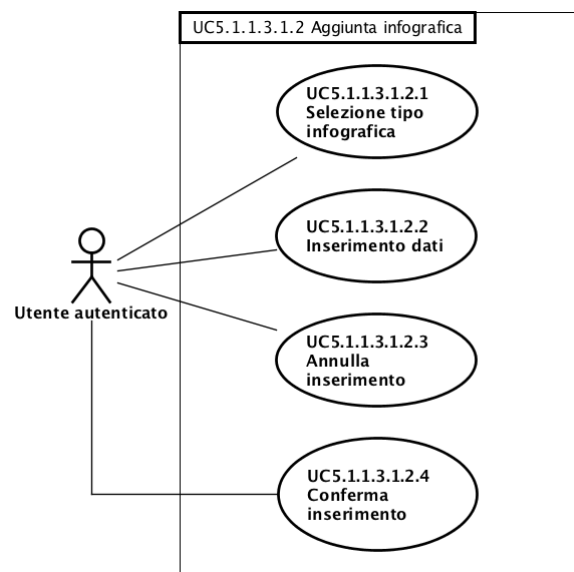 UC5.1.1.3.1.2 Aggiunta infografica
UC5.1.1.3.1.2.1
Selezione tipo
infografica
UC5.1.1.3.1.2.2
Inserimento dati
Utente autenticato
UC5.1.1.3.1.2.3
Annulla
inserimento
UC5.1.1.3.1.2.4
Conferma
inserimento